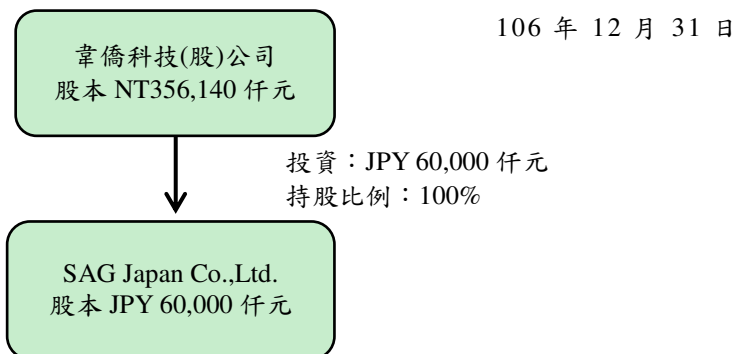 106 年 12 月 31 日
韋僑科技(股)公司
股本 NT356,140 仟元
投資：JPY 60,000 仟元
持股比例：100%
SAG Japan Co.,Ltd.
股本 JPY 60,000 仟元